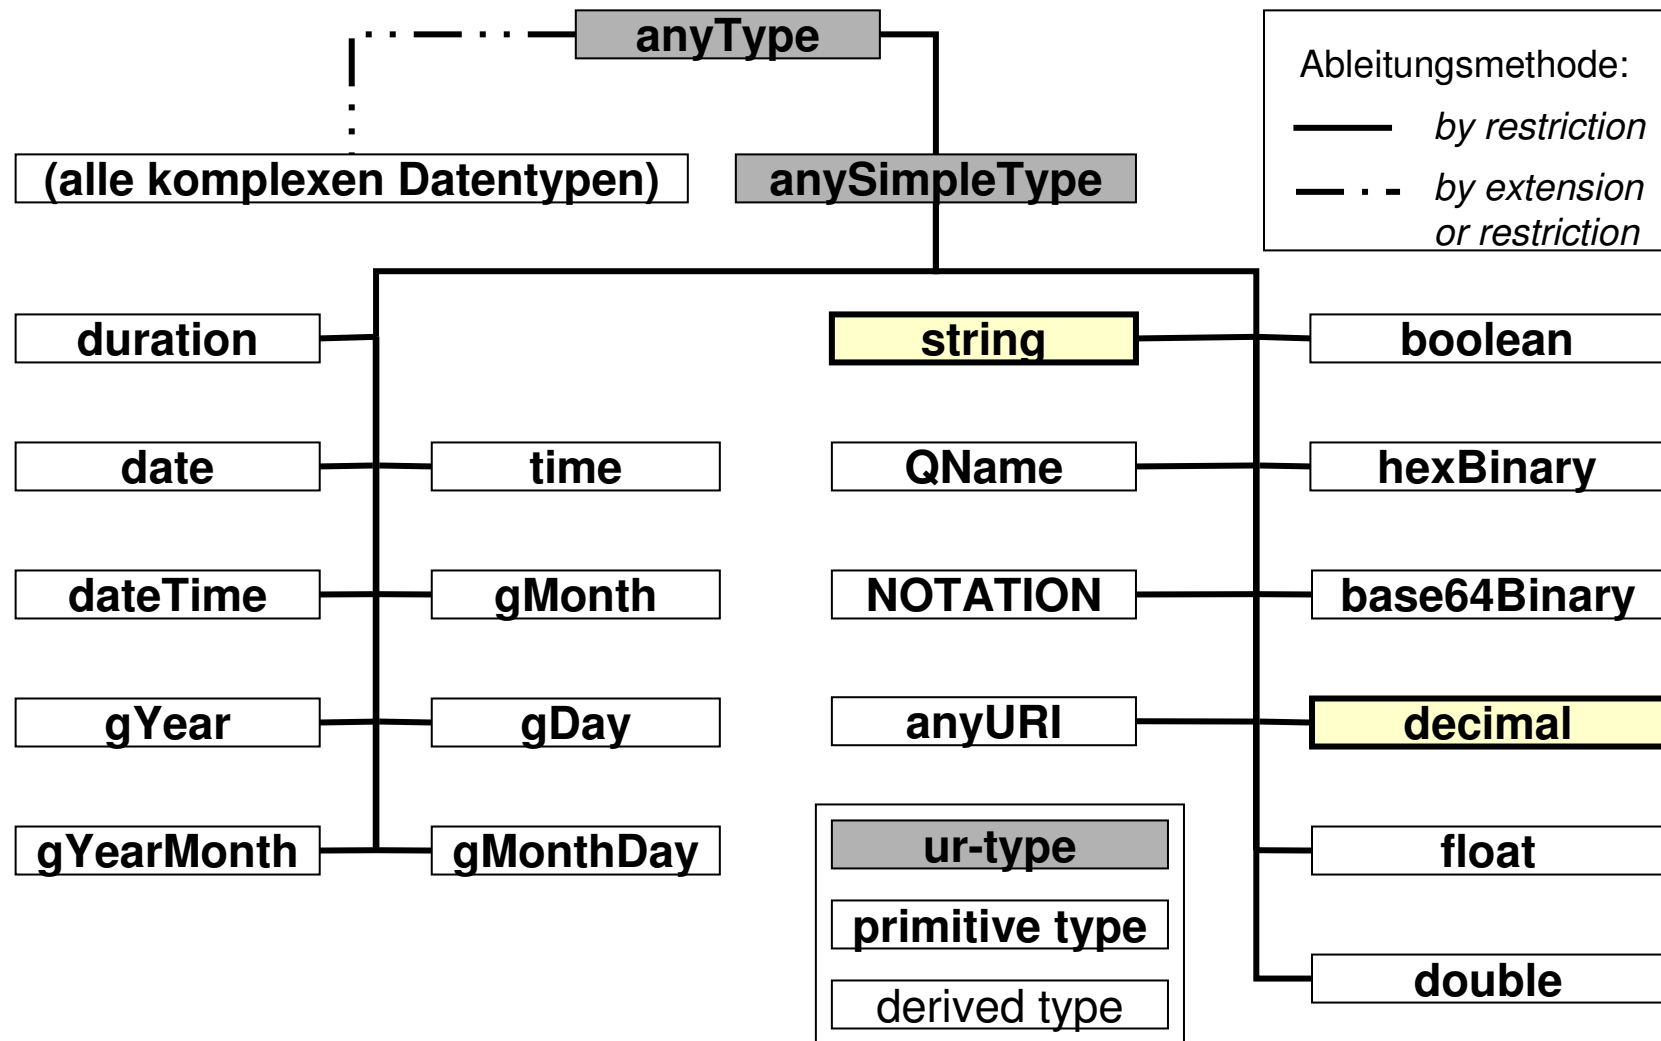 anyType
Ableitungsmethode:
by restriction
by extension
or restriction
(alle komplexen Datentypen)
anySimpleType
duration
string
boolean
date
time
QName
hexBinary
dateTime
gMonth
NOTATION
base64Binary
gYear
gDay
anyURI
decimal
gYearMonth
gMonthDay
ur-type
float
primitive type
double
derived type